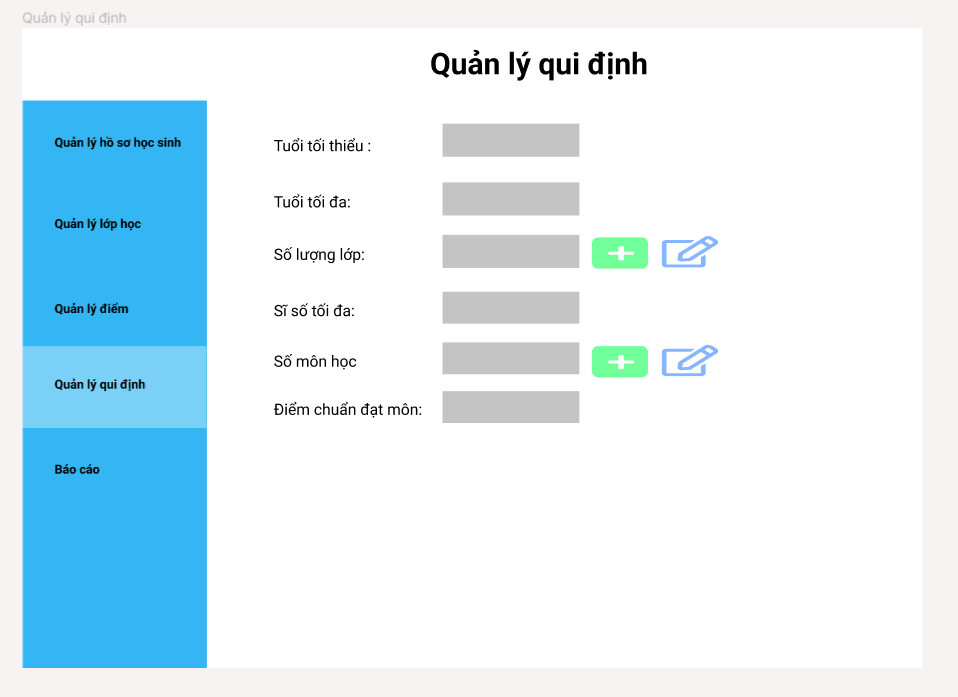 Quản lý qui định
Quản lý qui định
Quản lý hồ sơ học sinh
Quản lý lớp học
Quản lý điểm
Quản lý qui định
Báo cáo
Tuổi tối thiểu :
Tuổi tối đa:
Số lượng lớp:
Sĩ số tối đa:
Số môn học
Điểm chuẩn đạt môn: